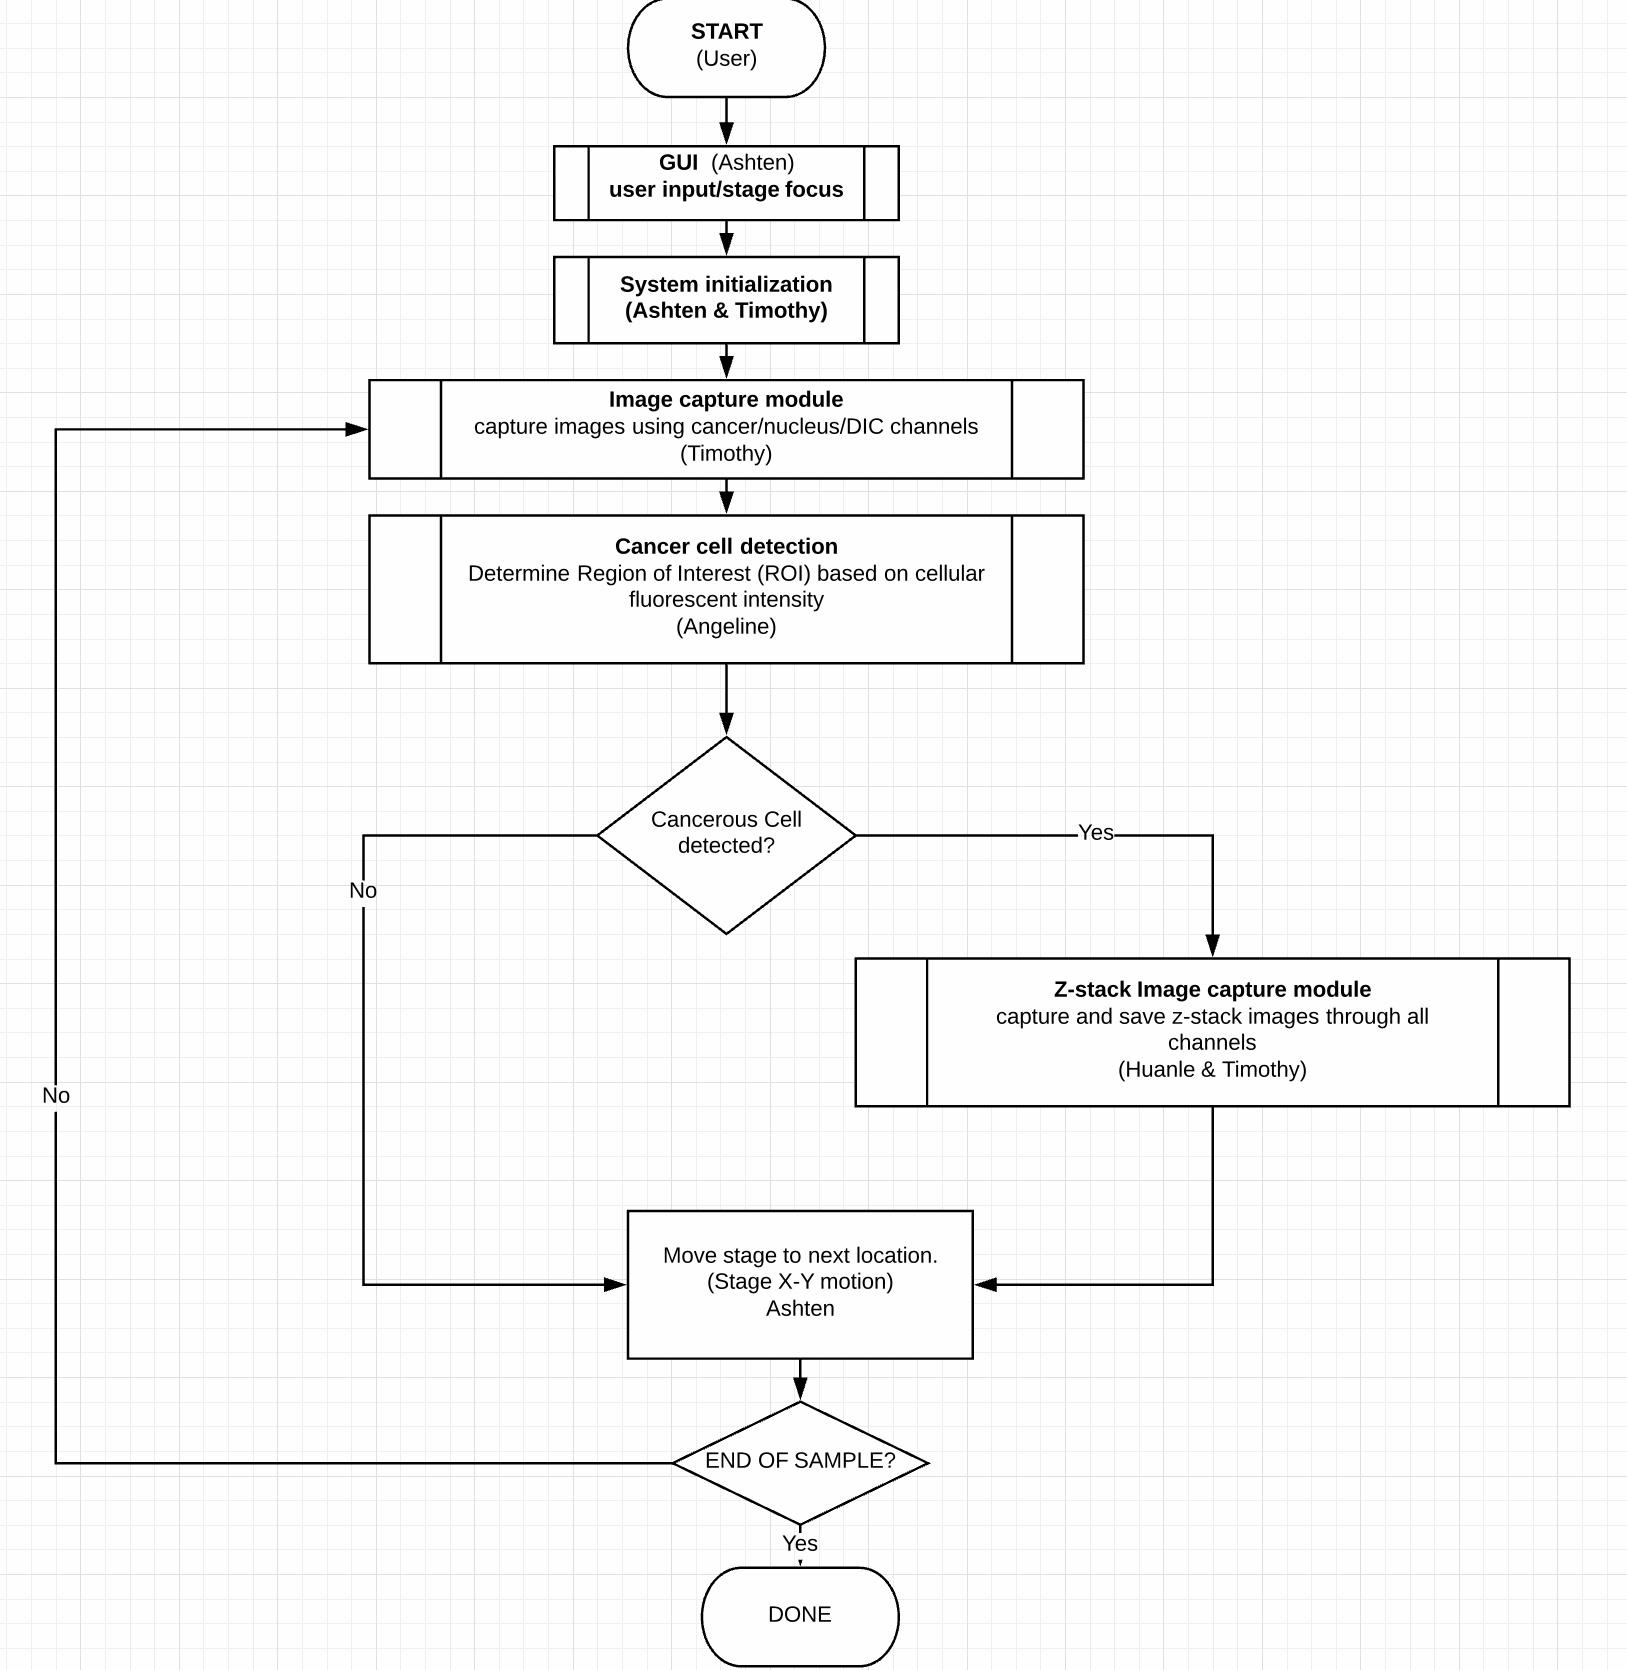 START
(User)
GUI  (Ashten)
user input/stage focus
System initialization
(Ashten & Timothy)
Image capture module
capture images using cancer/nucleus/DIC channels
(Timothy)
Cancer cell detection
Determine Region of Interest (ROI) based on cellular
fluorescent intensity
(Angeline)
Cancerous Cell
detected?
Yes
No
Z-stack Image capture module
capture and save z-stack images through all
channels
(Huanle & Timothy)
No
Move stage to next location.
(Stage X-Y motion)
Ashten
END OF SAMPLE?
Yes
DONE